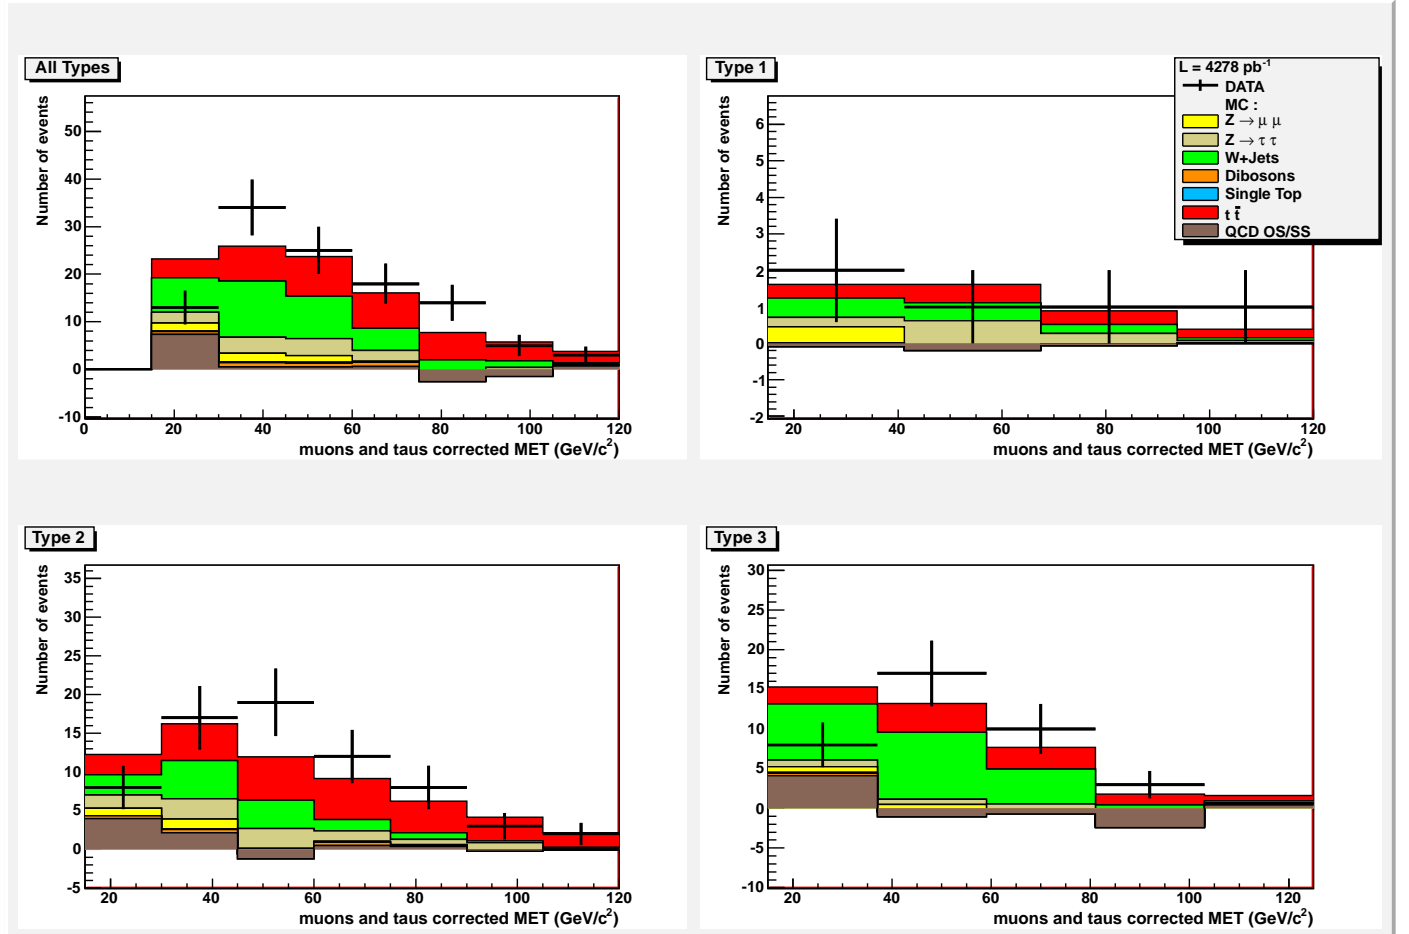 All Types
Number of events
50
40
30
20
10
0
-10
0 20 40 60 80 100 120
muons and taus corrected MET (GeV/c²)
Type 1
Number of events
6
5
4
3
2
1
0
-1
-2
20 40 60 80 100 120
muons and taus corrected MET (GeV/c²)
L = 4278 pb⁻¹
DATA
MC :
Z → μ μ
Z → τ τ
W+Jets
Dibosons
Single Top
t t̄
QCD OS/SS
Type 2
Number of events
35
30
25
20
15
10
5
0
-5
20 40 60 80 100 120
muons and taus corrected MET (GeV/c²)
Type 3
Number of events
30
25
20
15
10
5
0
-5
-10
20 40 60 80 100 120
muons and taus corrected MET (GeV/c²)